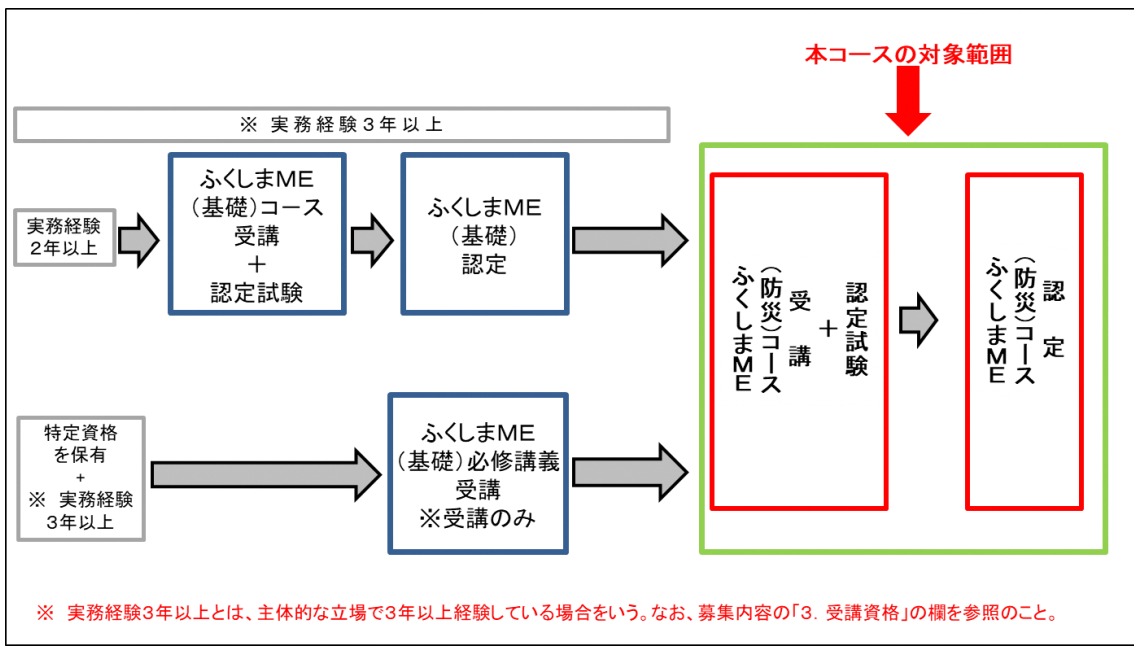 本コースの対象範囲
※ 実務経験３年以上
実務経験
２年以上
ふくしまＭＥ
（基礎）コース
受講
＋
認定試験
ふくしまＭＥ
（基礎）
認定
ふくしまＭＥ
（防災）コース
受講
＋
認定試験
ふくしまＭＥ
（防災）コース
認定
特定資格
を保有
+
※ 実務経験
３年以上
ふくしまＭＥ
（基礎）必修講義
受講
※受講のみ
※ 実務経験３年以上とは、主体的な立場で３年以上経験している場合をいう。なお、募集内容の「３．受講資格」の欄を参照のこと。